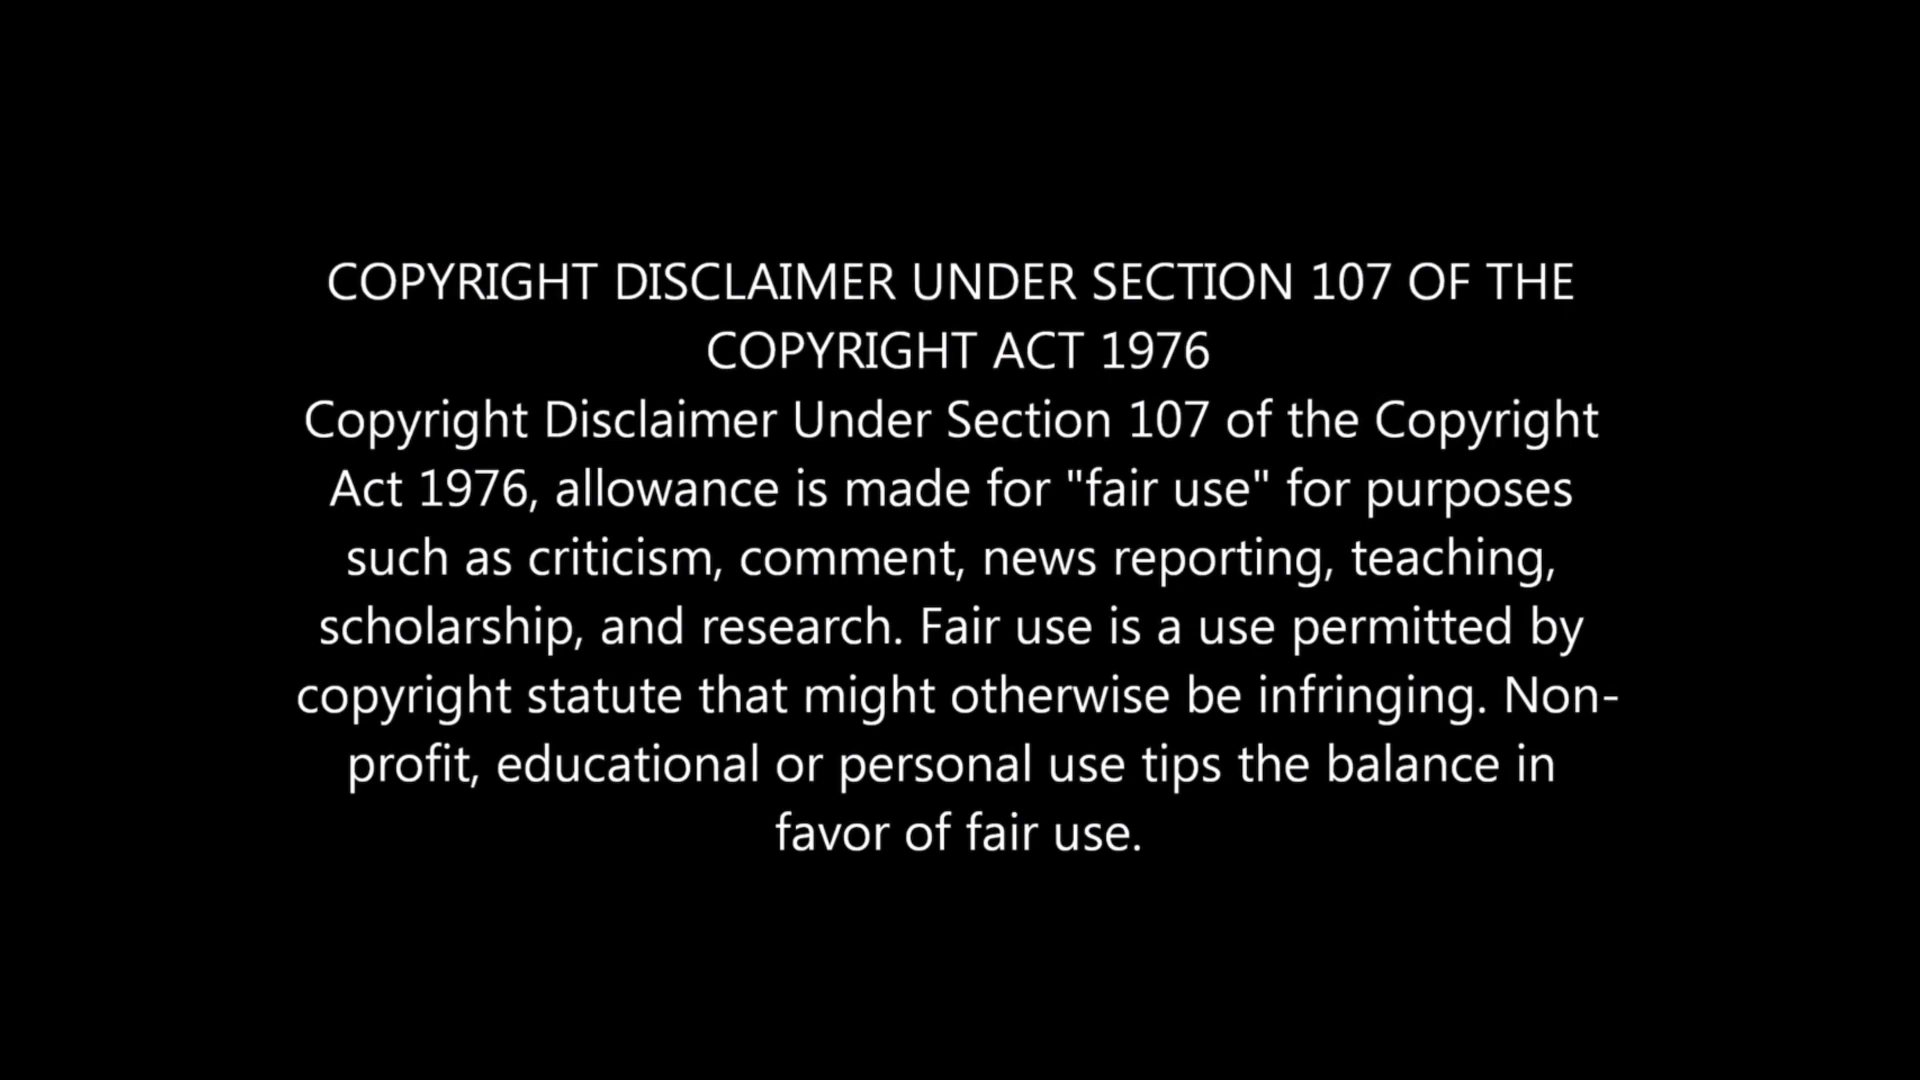 COPYRIGHT DISCLAIMER UNDER SECTION 107 OF THE
COPYRIGHT ACT 1976
Copyright Disclaimer Under Section 107 of the Copyright
Act 1976, allowance is made for "fair use" for purposes
such as criticism, comment, news reporting, teaching,
scholarship, and research. Fair use is a use permitted by
copyright statute that might otherwise be infringing. Non-
profit, educational or personal use tips the balance in
favor of fair use.